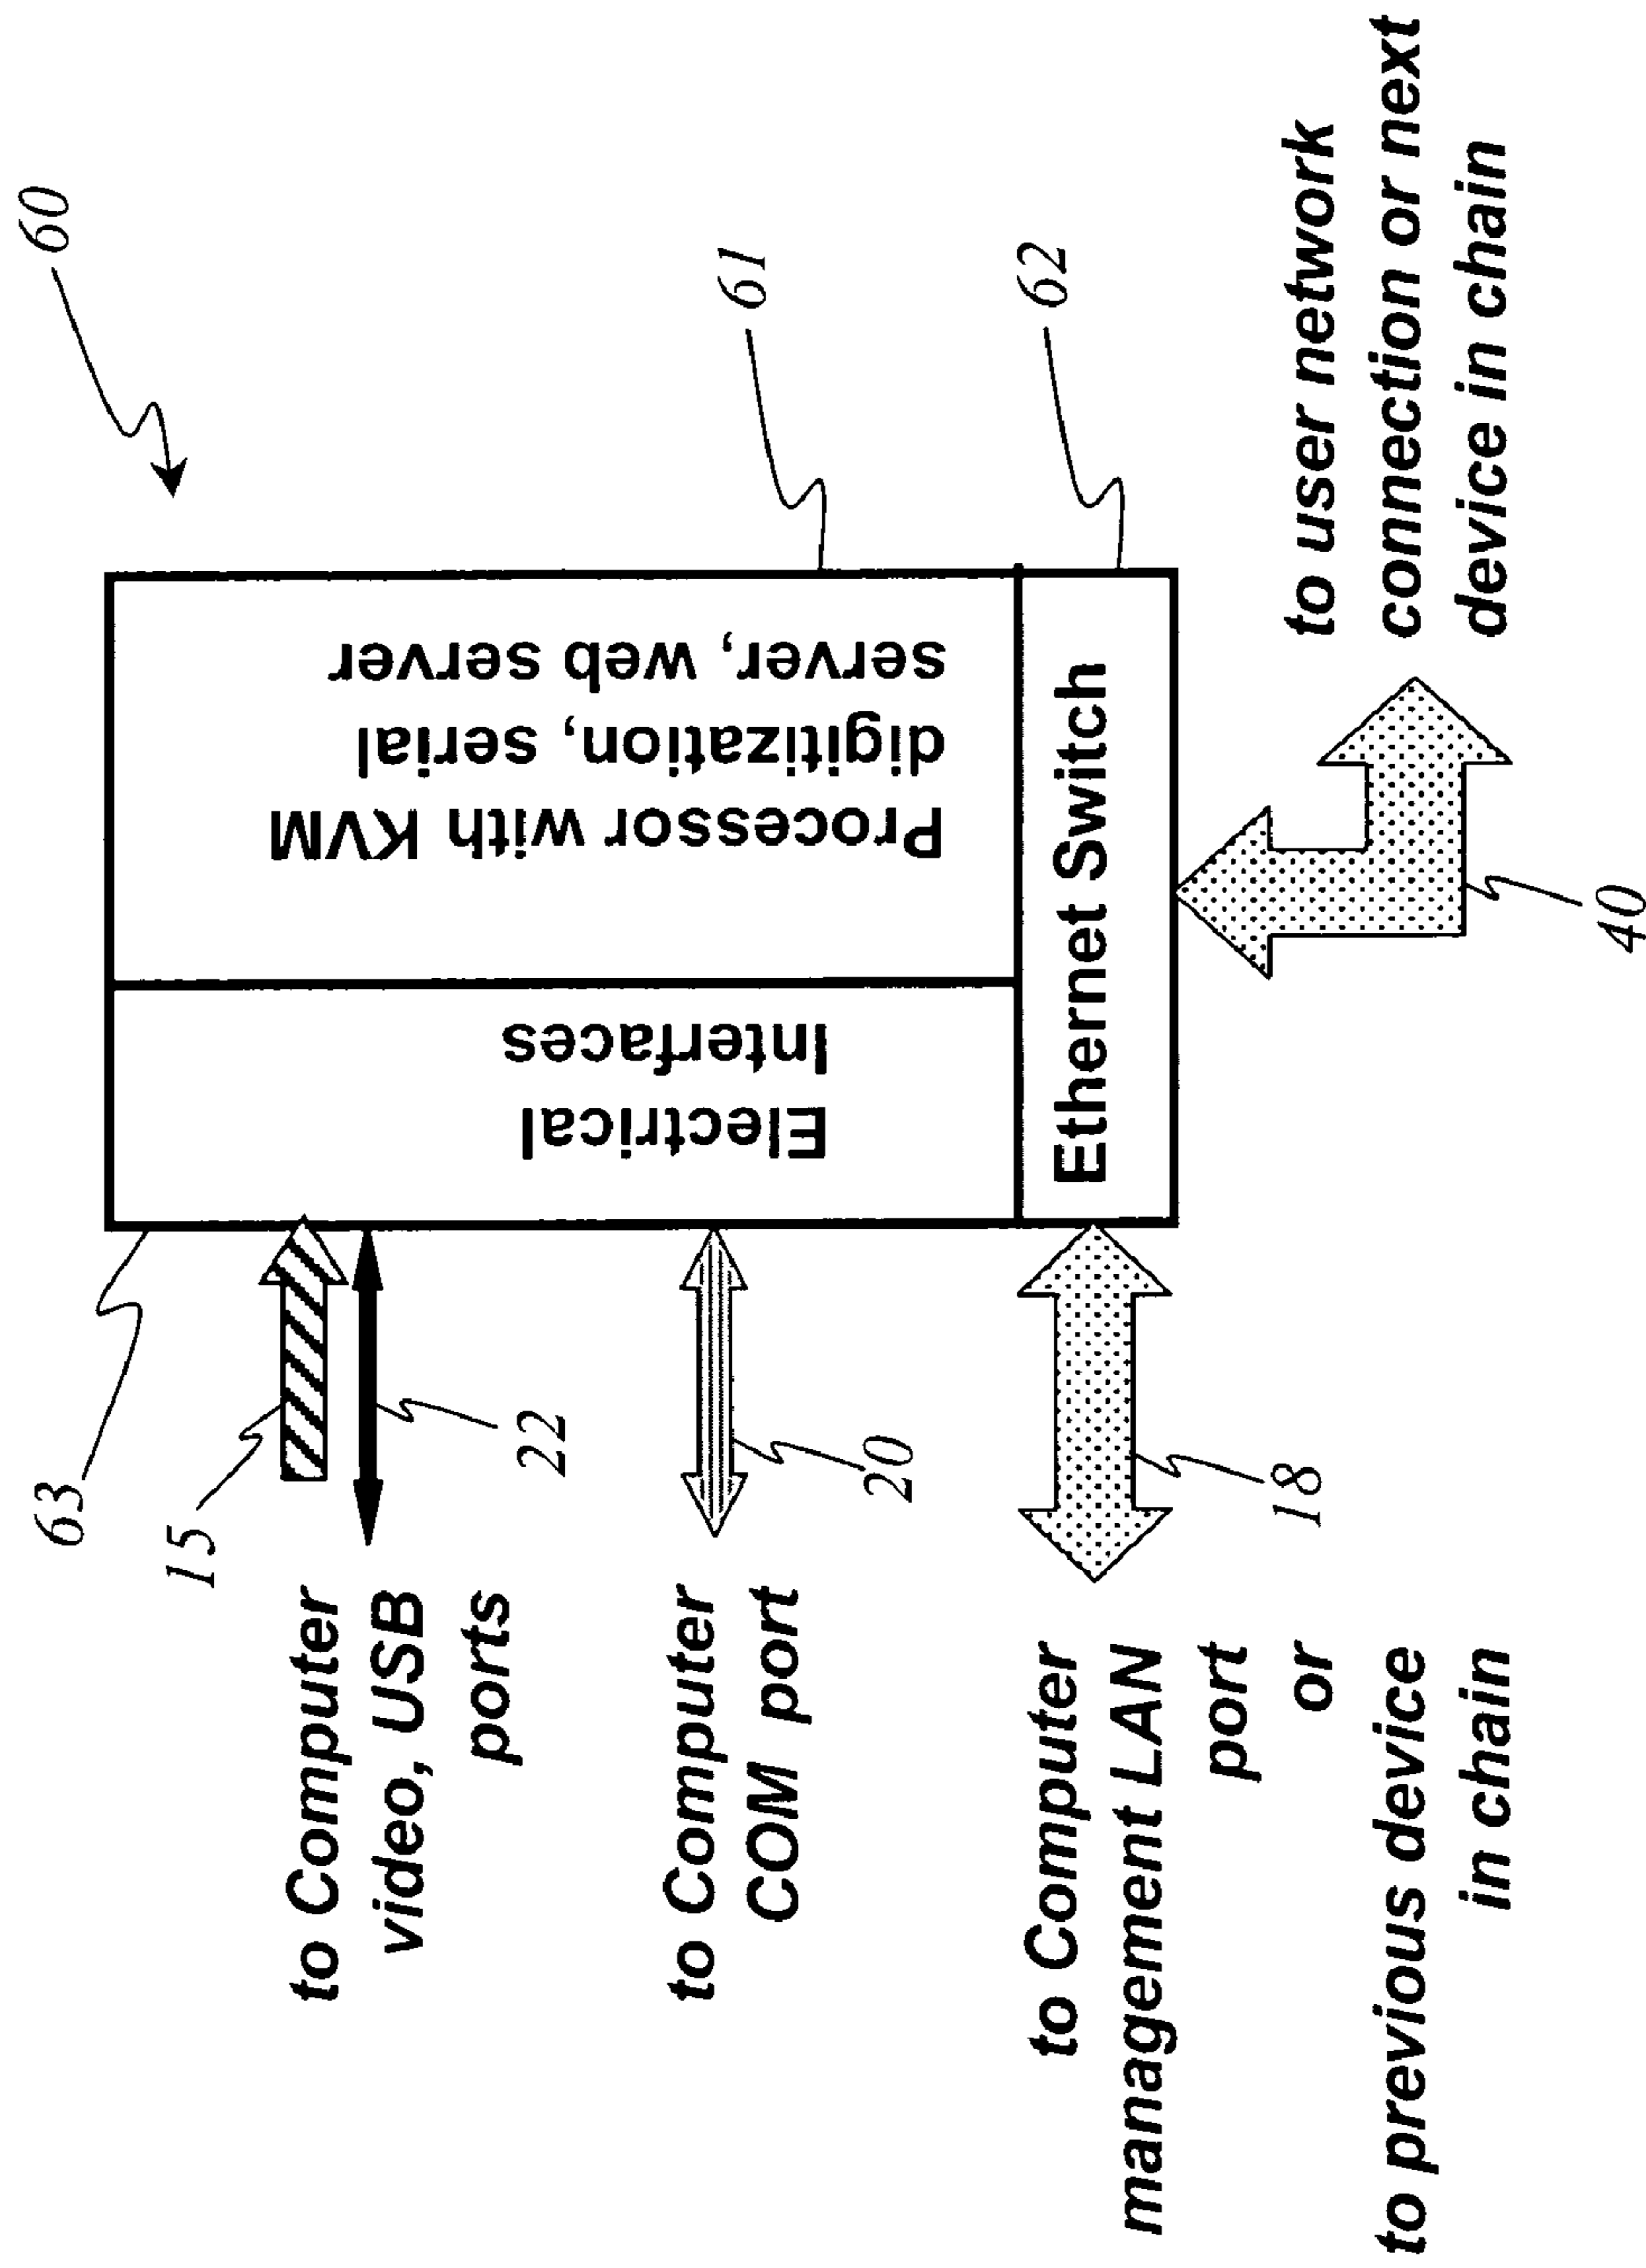 60
63
15
to Computer
video, USB
ports
22
to Computer
COM port
20
to Computer
management LAN
port
or
to previous device
in chain
18
Electrical
Interfaces
Processor with KVM
digitization, serial
server, web server
61
Ethernet Switch
62
to user network
connection or next
device in chain
40